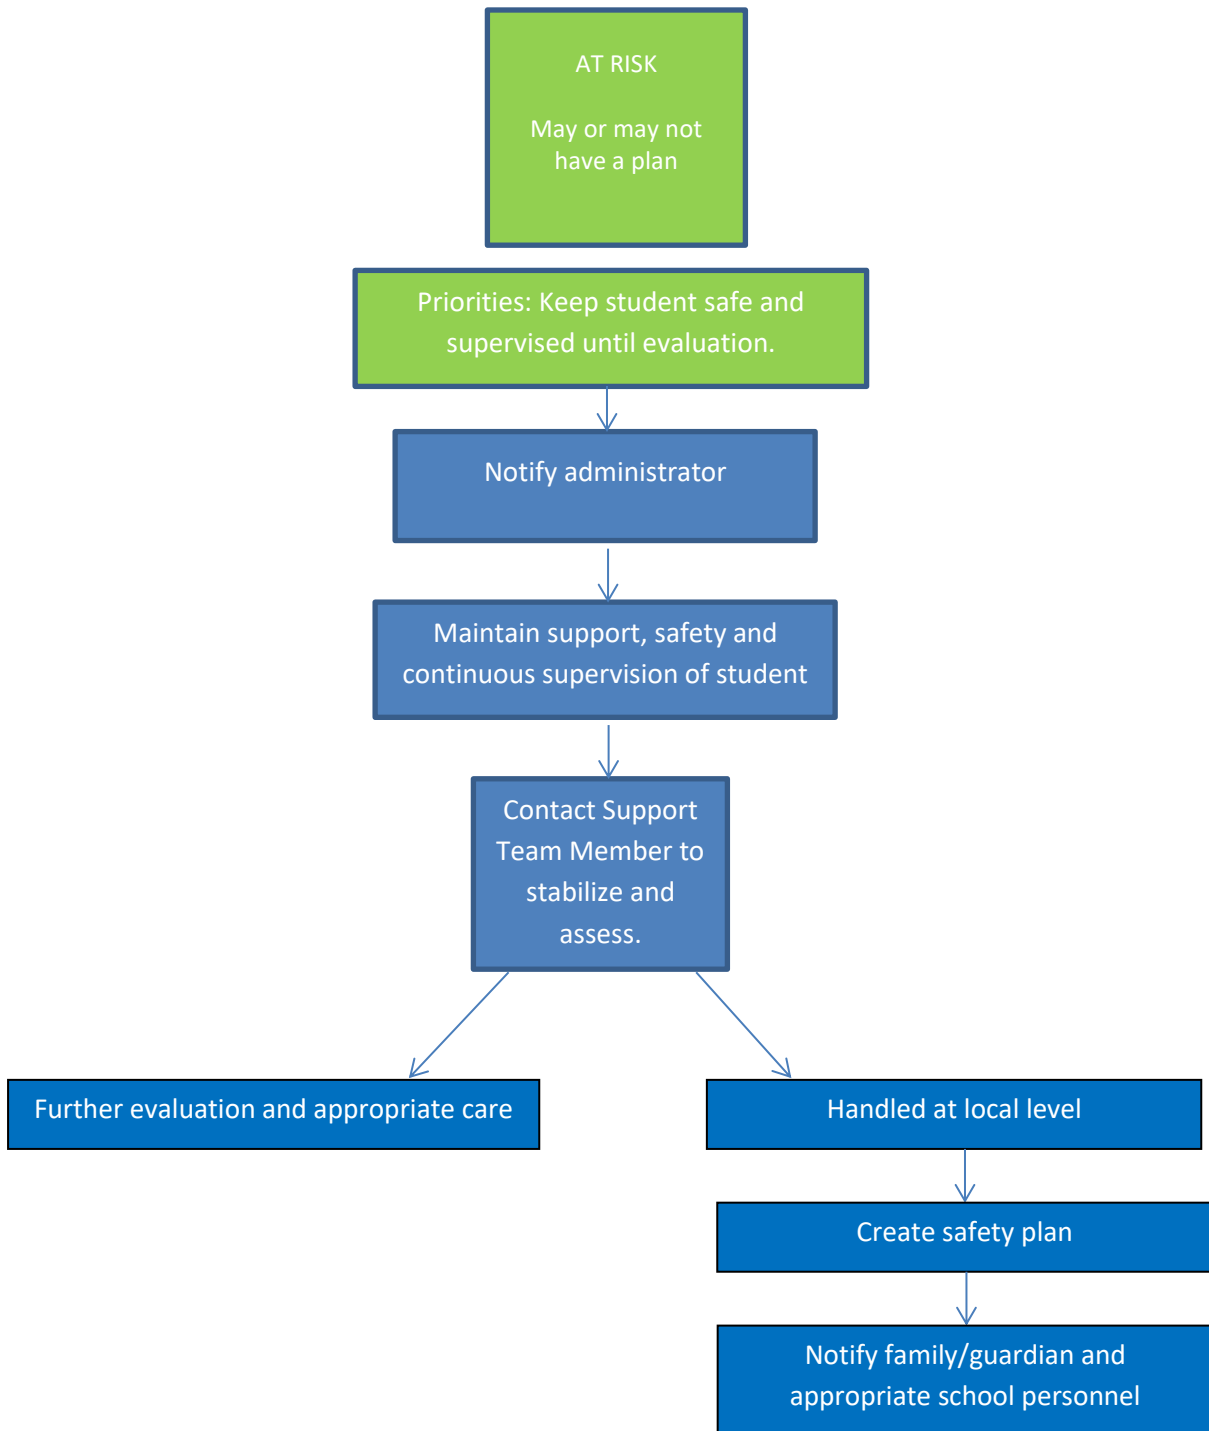 AT RISK
May or may not
have a plan
Priorities: Keep student safe and
supervised until evaluation.
Notify administrator
Maintain support, safety and
continuous supervision of student
Contact Support
Team Member to
stabilize and
assess.
Further evaluation and appropriate care
Handled at local level
Create safety plan
Notify family/guardian and
appropriate school personnel